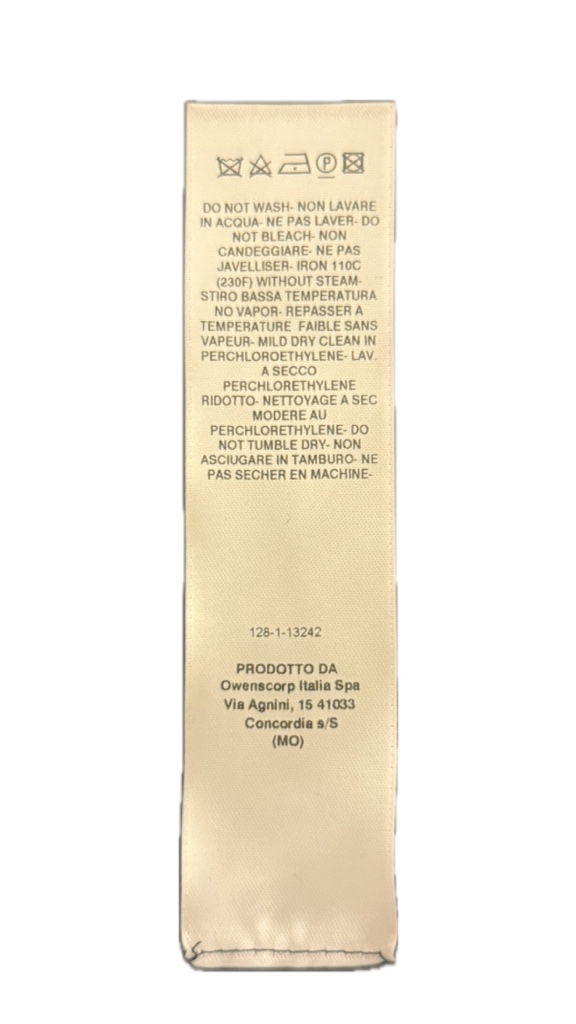 DO NOT WASH- NON LAVARE
IN ACQUA- NE PAS LAVER- DO
NOT BLEACH- NON
CANDEGGIARE- NE PAS
JAVELLISER- IRON 110C
(230F) WITHOUT STEAM-
STIRO BASSA TEMPERATURA
NO VAPOR- REPASSER A
TEMPERATURE FAIBLE SANS
VAPEUR- MILD DRY CLEAN IN
PERCHLOROETHYLENE- LAV.
A SECCO
PERCHLORETHYLENE
RIDOTTO- NETTOYAGE A SEC
MODERE AU
PERCHLORETHYLENE- DO
NOT TUMBLE DRY- NON
ASCIUGARE IN TAMBURO- NE
PAS SECHER EN MACHINE-
128-1-13242
PRODOTTO DA
Owenscorp Italia Spa
Via Agnini, 15 41033
Concordia s/S
(MO)